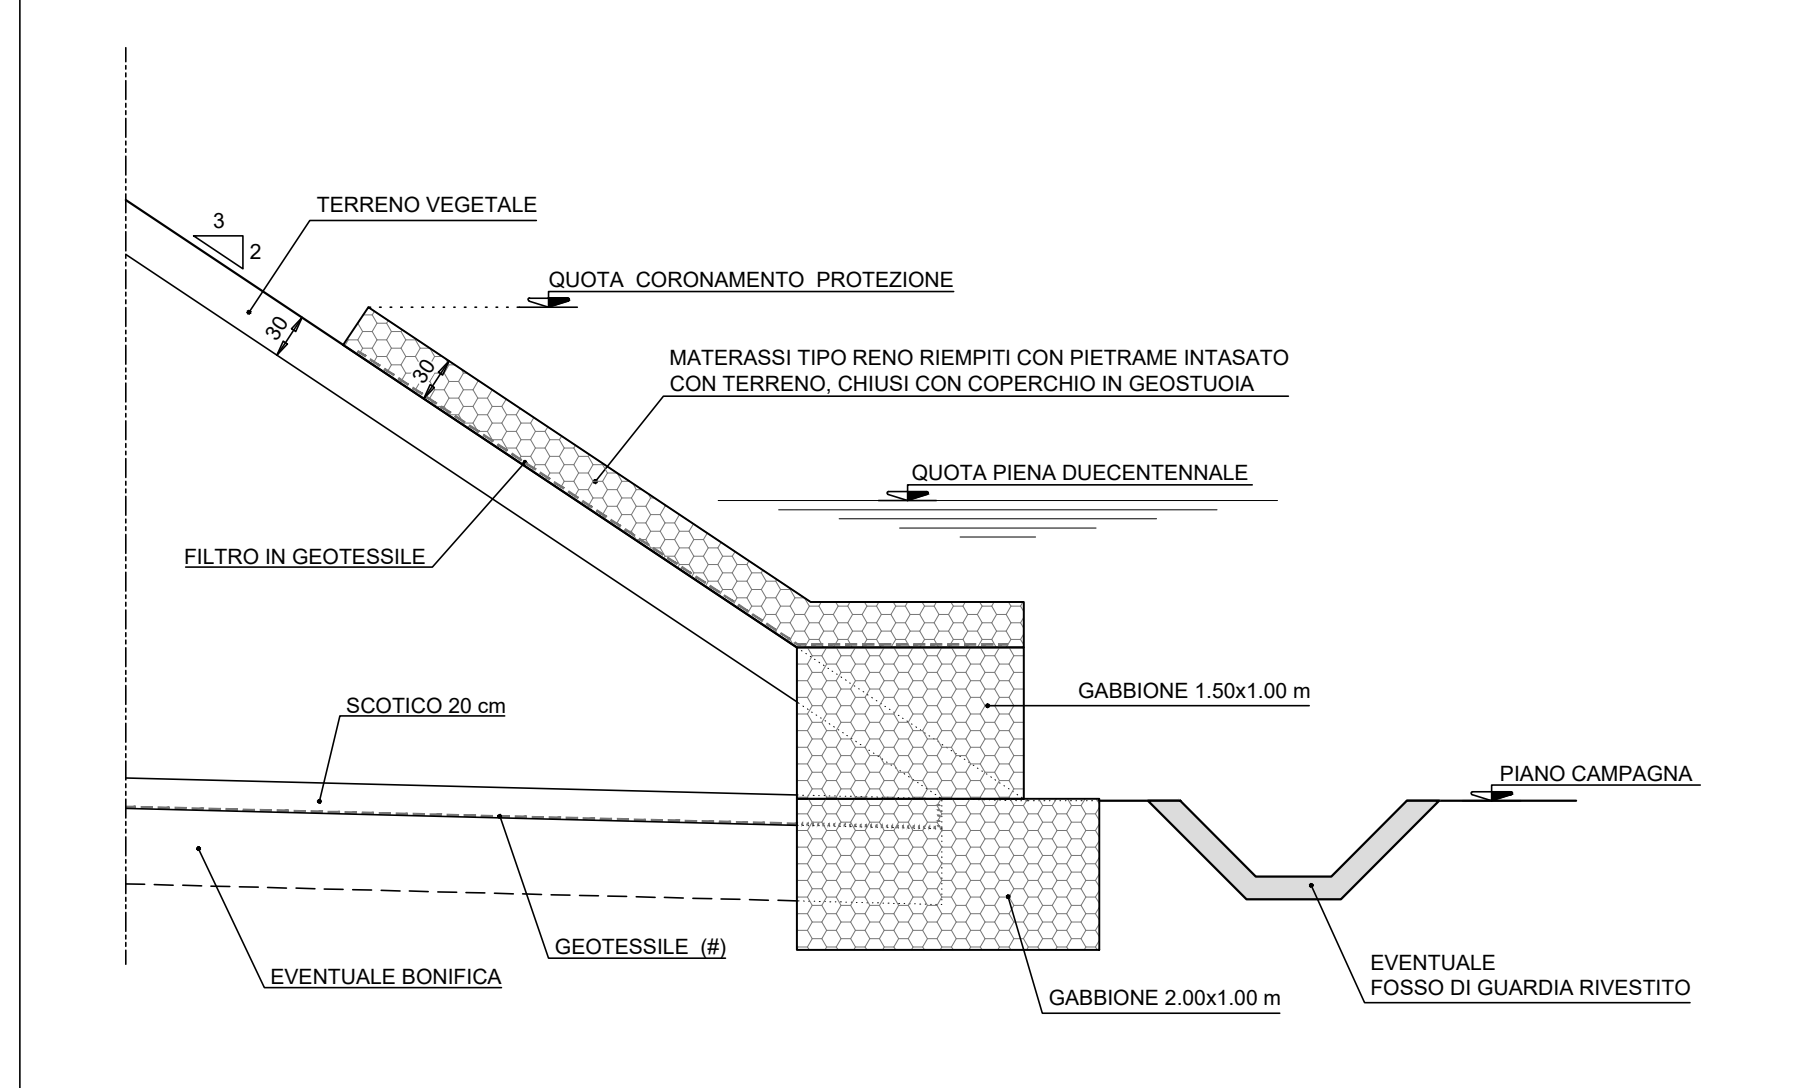 TERRENO VEGETALE
3
2
QUOTA CORONAMENTO PROTEZIONE
30
30
MATERASSI TIPO RENO RIEMPITI CON PIETRAME INTASATO
CON TERRENO, CHIUSI CON COPERCHIO IN GEOSTUOIA
QUOTA PIENA DUECENTENNALE
FILTRO IN GEOTESSILE
GABBIONE 1.50x1.00 m
SCOTICO 20 cm
PIANO CAMPAGNA
GEOTESSILE (#)
EVENTUALE BONIFICA
EVENTUALE
FOSSO DI GUARDIA RIVESTITO
GABBIONE 2.00x1.00 m